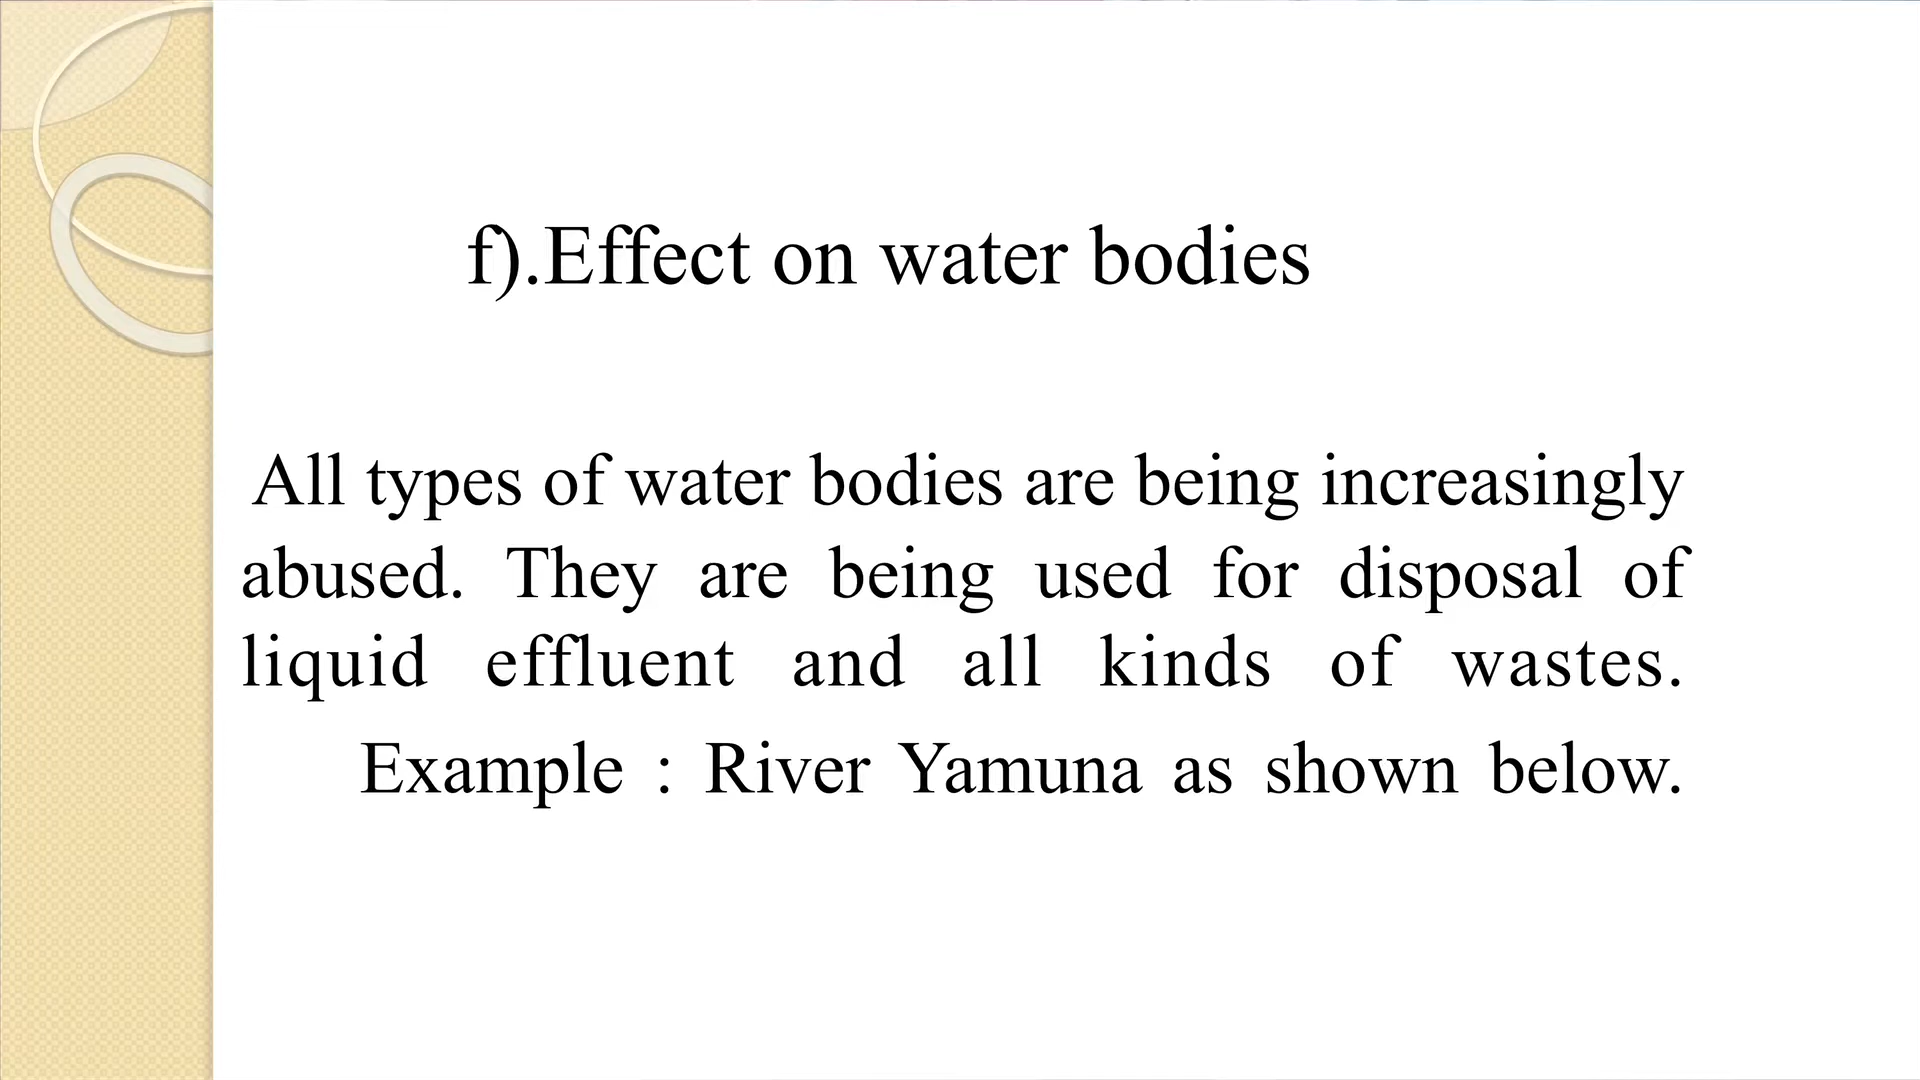 f).Effect on water bodies
All types of water bodies are being increasingly
abused. They are being used for disposal of
liquid effluent and all kinds of wastes.
Example : River Yamuna as shown below.